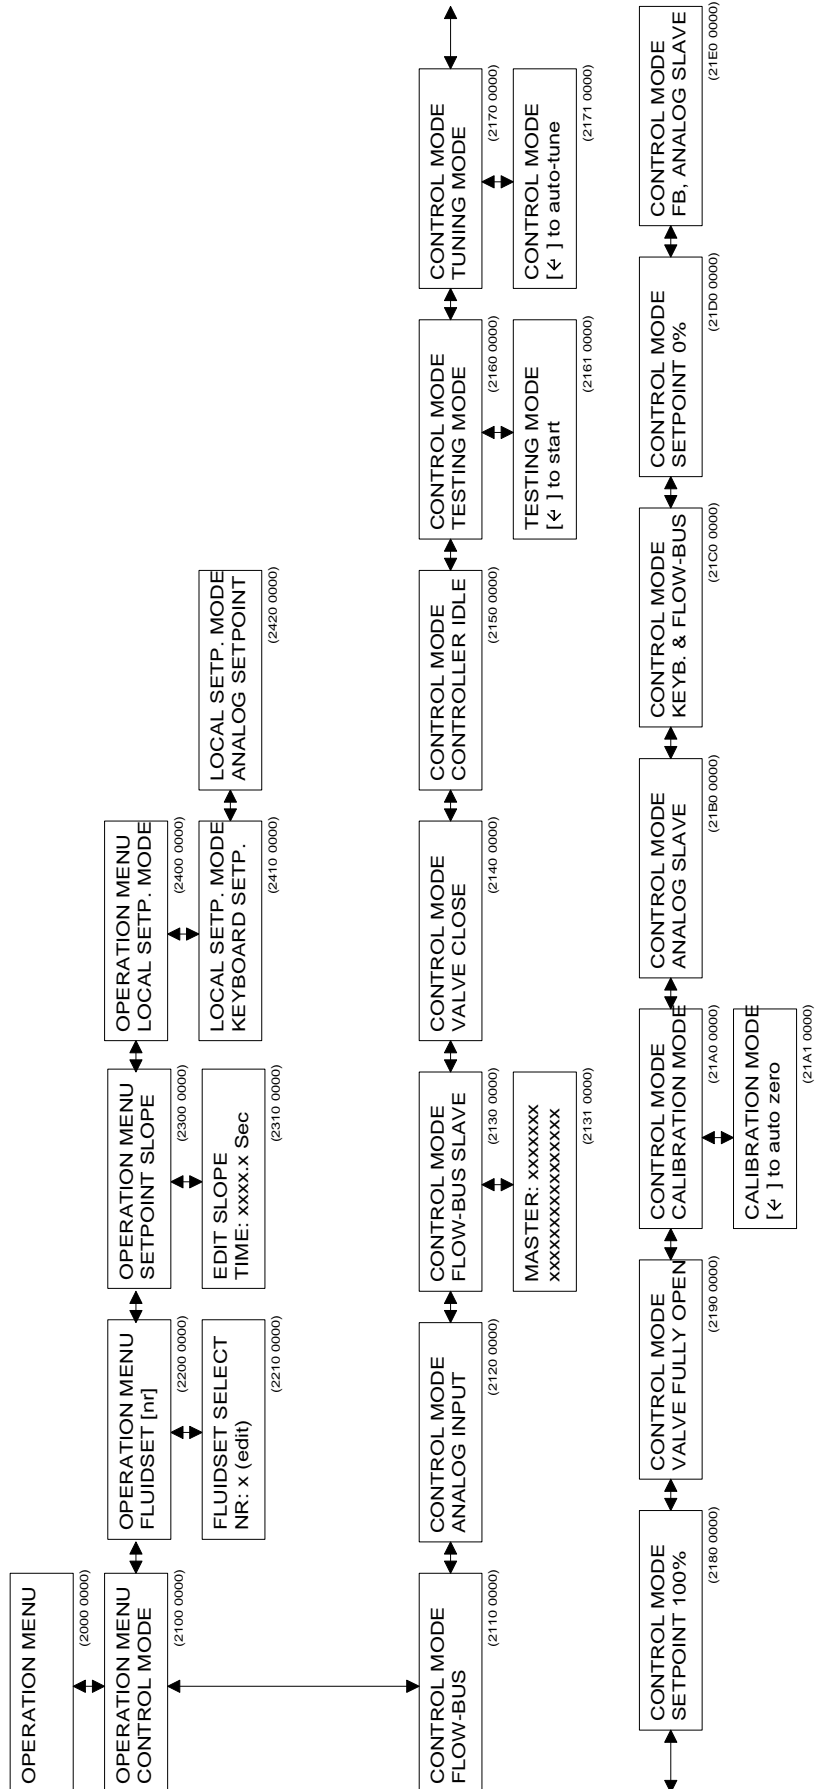 OPERATION MENU
(2000 0000)
OPERATION MENU
CONTROL MODE
(2100 0000)
OPERATION MENU
FLUIDSET [nr]
(2200 0000)
FLUIDSET SELECT
NR: x (edit)
(2210 0000)
OPERATION MENU
SETPOINT SLOPE
(2300 0000)
EDIT SLOPE
TIME: xxxx.x Sec
(2310 0000)
OPERATION MENU
LOCAL SETP. MODE
(2400 0000)
LOCAL SETP. MODE
KEYBOARD SETP.
(2410 0000)
LOCAL SETP. MODE
ANALOG SETPOINT
(2420 0000)
CONTROL MODE
FLOW-BUS
(2110 0000)
CONTROL MODE
ANALOG INPUT
(2120 0000)
CONTROL MODE
FLOW-BUS SLAVE
(2130 0000)
MASTER: xxxxxxx
xxxxxxxxxxxxxxxx
(2131 0000)
CONTROL MODE
VALVE CLOSE
(2140 0000)
CONTROL MODE
CONTROLLER IDLE
(2150 0000)
CONTROL MODE
TESTING MODE
(2160 0000)
TESTING MODE
[↵] to start
(2161 0000)
CONTROL MODE
TUNING MODE
(2170 0000)
CONTROL MODE
[↵] to auto-tune
(2171 0000)
CONTROL MODE
SETPOINT 100%
(2180 0000)
CONTROL MODE
VALVE FULLY OPEN
(2190 0000)
CONTROL MODE
CALIBRATION MODE
(21A0 0000)
CALIBRATION MODE
[↵] to auto zero
(21A1 0000)
CONTROL MODE
ANALOG SLAVE
(21B0 0000)
CONTROL MODE
KEYB. & FLOW-BUS
(21C0 0000)
CONTROL MODE
SETPOINT 0%
(21D0 0000)
CONTROL MODE
FB, ANALOG SLAVE
(21E0 0000)